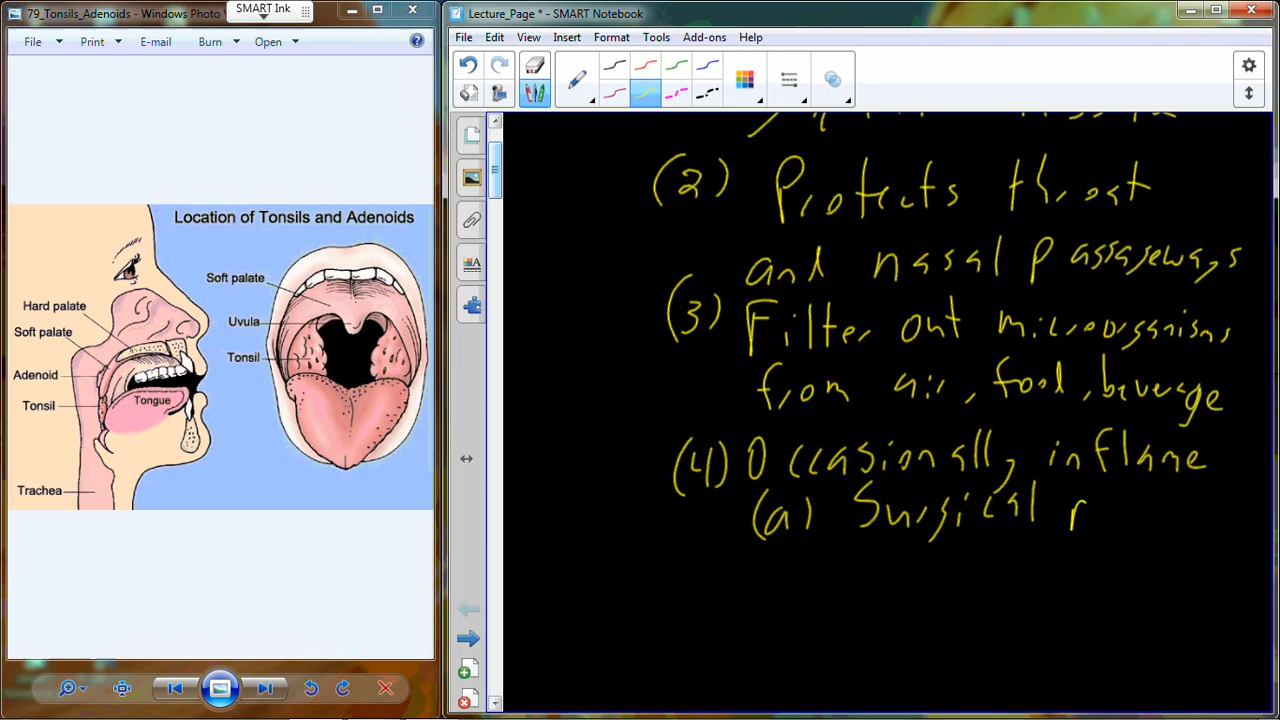 79_Tonsils_Adenoids - Windows Photo
SMART Ink
File Print E-mail Burn Open
Location of Tonsils and Adenoids
Soft palate
Hard palate
Uvula
Soft palate
Tonsil
Adenoid
Tongue
Tonsil
Trachea
Lecture_Page * - SMART Notebook
File Edit View Insert Format Tools Add-ons Help
(2) Protects throat
and nasal passageways
(3) Filter out microorganisms
from air, food, beverage
(4) Occasionally inflame
(a) Surgical r